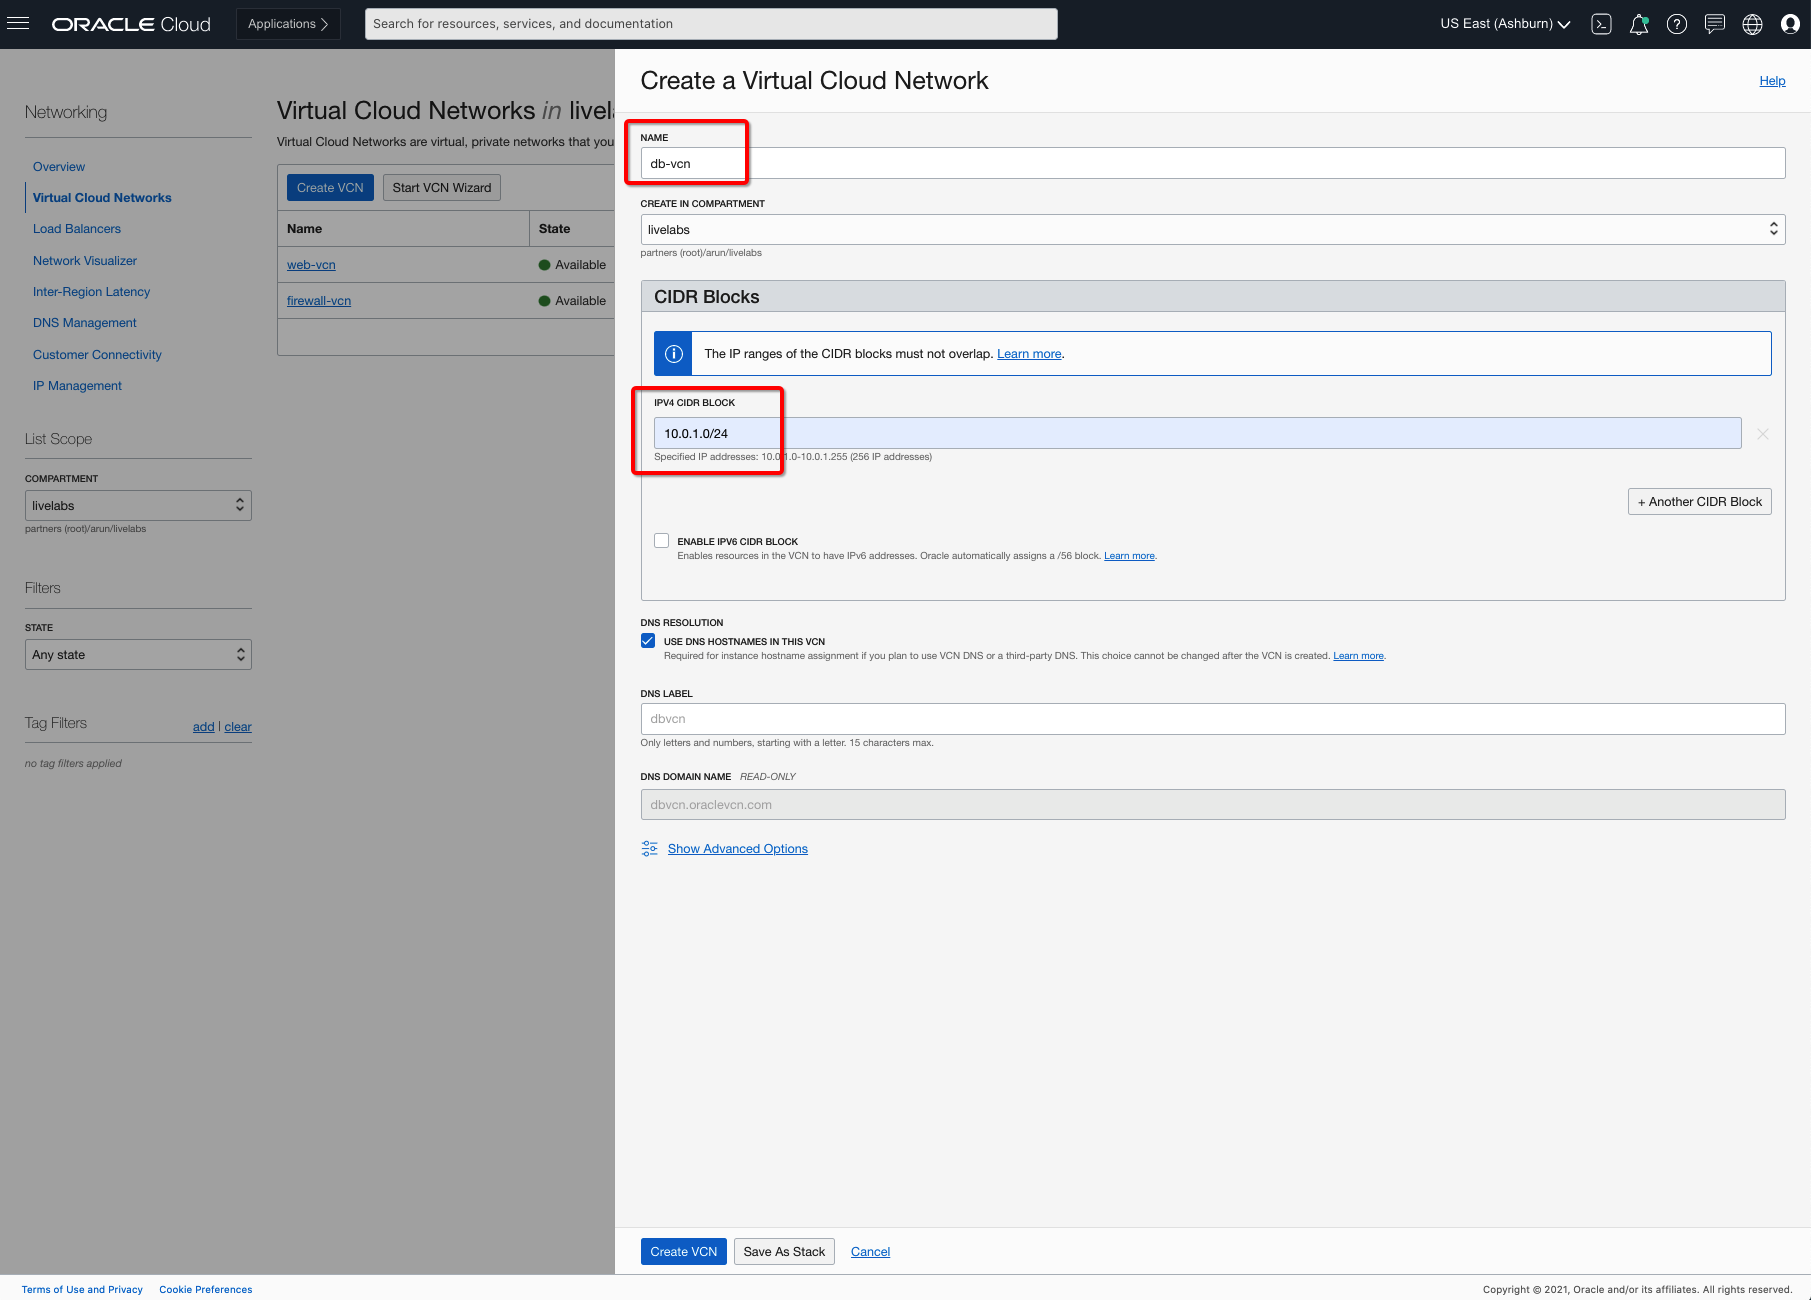 ORACLE Cloud
Applications
Search for resources, services, and documentation
US East (Ashburn)
Networking
Overview
Virtual Cloud Networks
Load Balancers
Network Visualizer
Inter-Region Latency
DNS Management
Customer Connectivity
IP Management
List Scope
COMPARTMENT
livelabs
partners (root)/arun/livelabs
Filters
STATE
Any state
Tag Filters add | clear
no tag filters applied
Virtual Cloud Networks in
Virtual Cloud Networks are virtual, private networks that you
Create VCN Start VCN Wizard
Name State
web-vcn Available
firewall-vcn Available
Create a Virtual Cloud Network
Help
NAME
db-vcn
CREATE IN COMPARTMENT
livelabs
partners (root)/arun/livelabs
CIDR Blocks
The IP ranges of the CIDR blocks must not overlap. Learn more.
IPV4 CIDR BLOCK
10.0.1.0/24
Specified IP addresses: 10.0.1.0-10.0.1.255 (256 IP addresses)
+ Another CIDR Block
ENABLE IPV6 CIDR BLOCK
Enables resources in the VCN to have IPv6 addresses. Oracle automatically assigns a /56 block. Learn more.
DNS RESOLUTION
USE DNS HOSTNAMES IN THIS VCN
Required for instance hostname assignment if you plan to use VCN DNS or a third-party DNS. This choice cannot be changed after the VCN is created. Learn more.
DNS LABEL
dbvcn
Only letters and numbers, starting with a letter. 15 characters max.
DNS DOMAIN NAME READ-ONLY
dbvcn.oraclevcn.com
Show Advanced Options
Create VCN Save As Stack Cancel
Terms of Use and Privacy Cookie Preferences
Copyright © 2021, Oracle and/or its affiliates. All rights reserved.